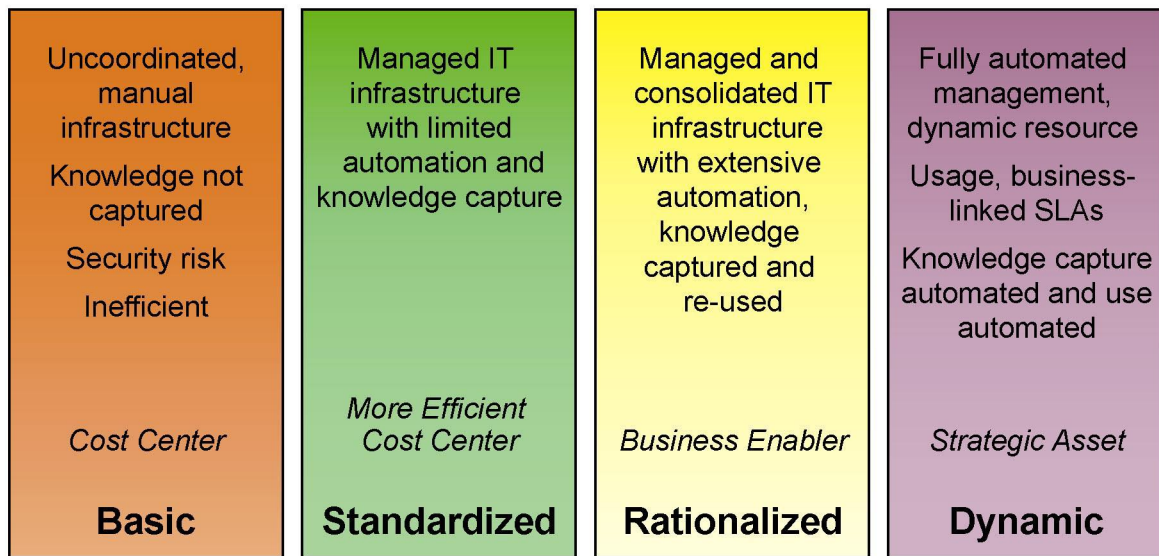 Uncoordinated,
manual
infrastructure
Knowledge not
captured
Security risk
Inefficient
Cost Center
Basic
Managed IT
infrastructure
with limited
automation and
knowledge capture
More Efficient
Cost Center
Standardized
Managed and
consolidated IT
infrastructure
with extensive
automation,
knowledge
captured and
re-used
Business Enabler
Rationalized
Fully automated
management,
dynamic resource
Usage, business-
linked SLAs
Knowledge capture
automated and use
automated
Strategic Asset
Dynamic